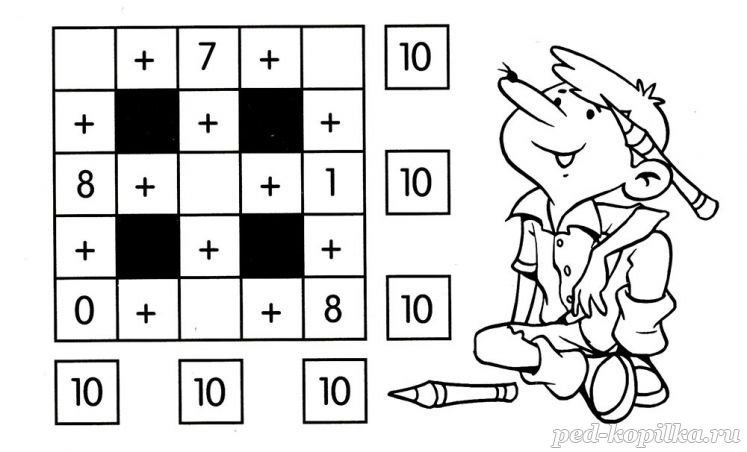 + 7 + 10
+ + +
8 + + 1 10
+ + +
0 + + 8 10
10 10 10
ped-kopilka.ru